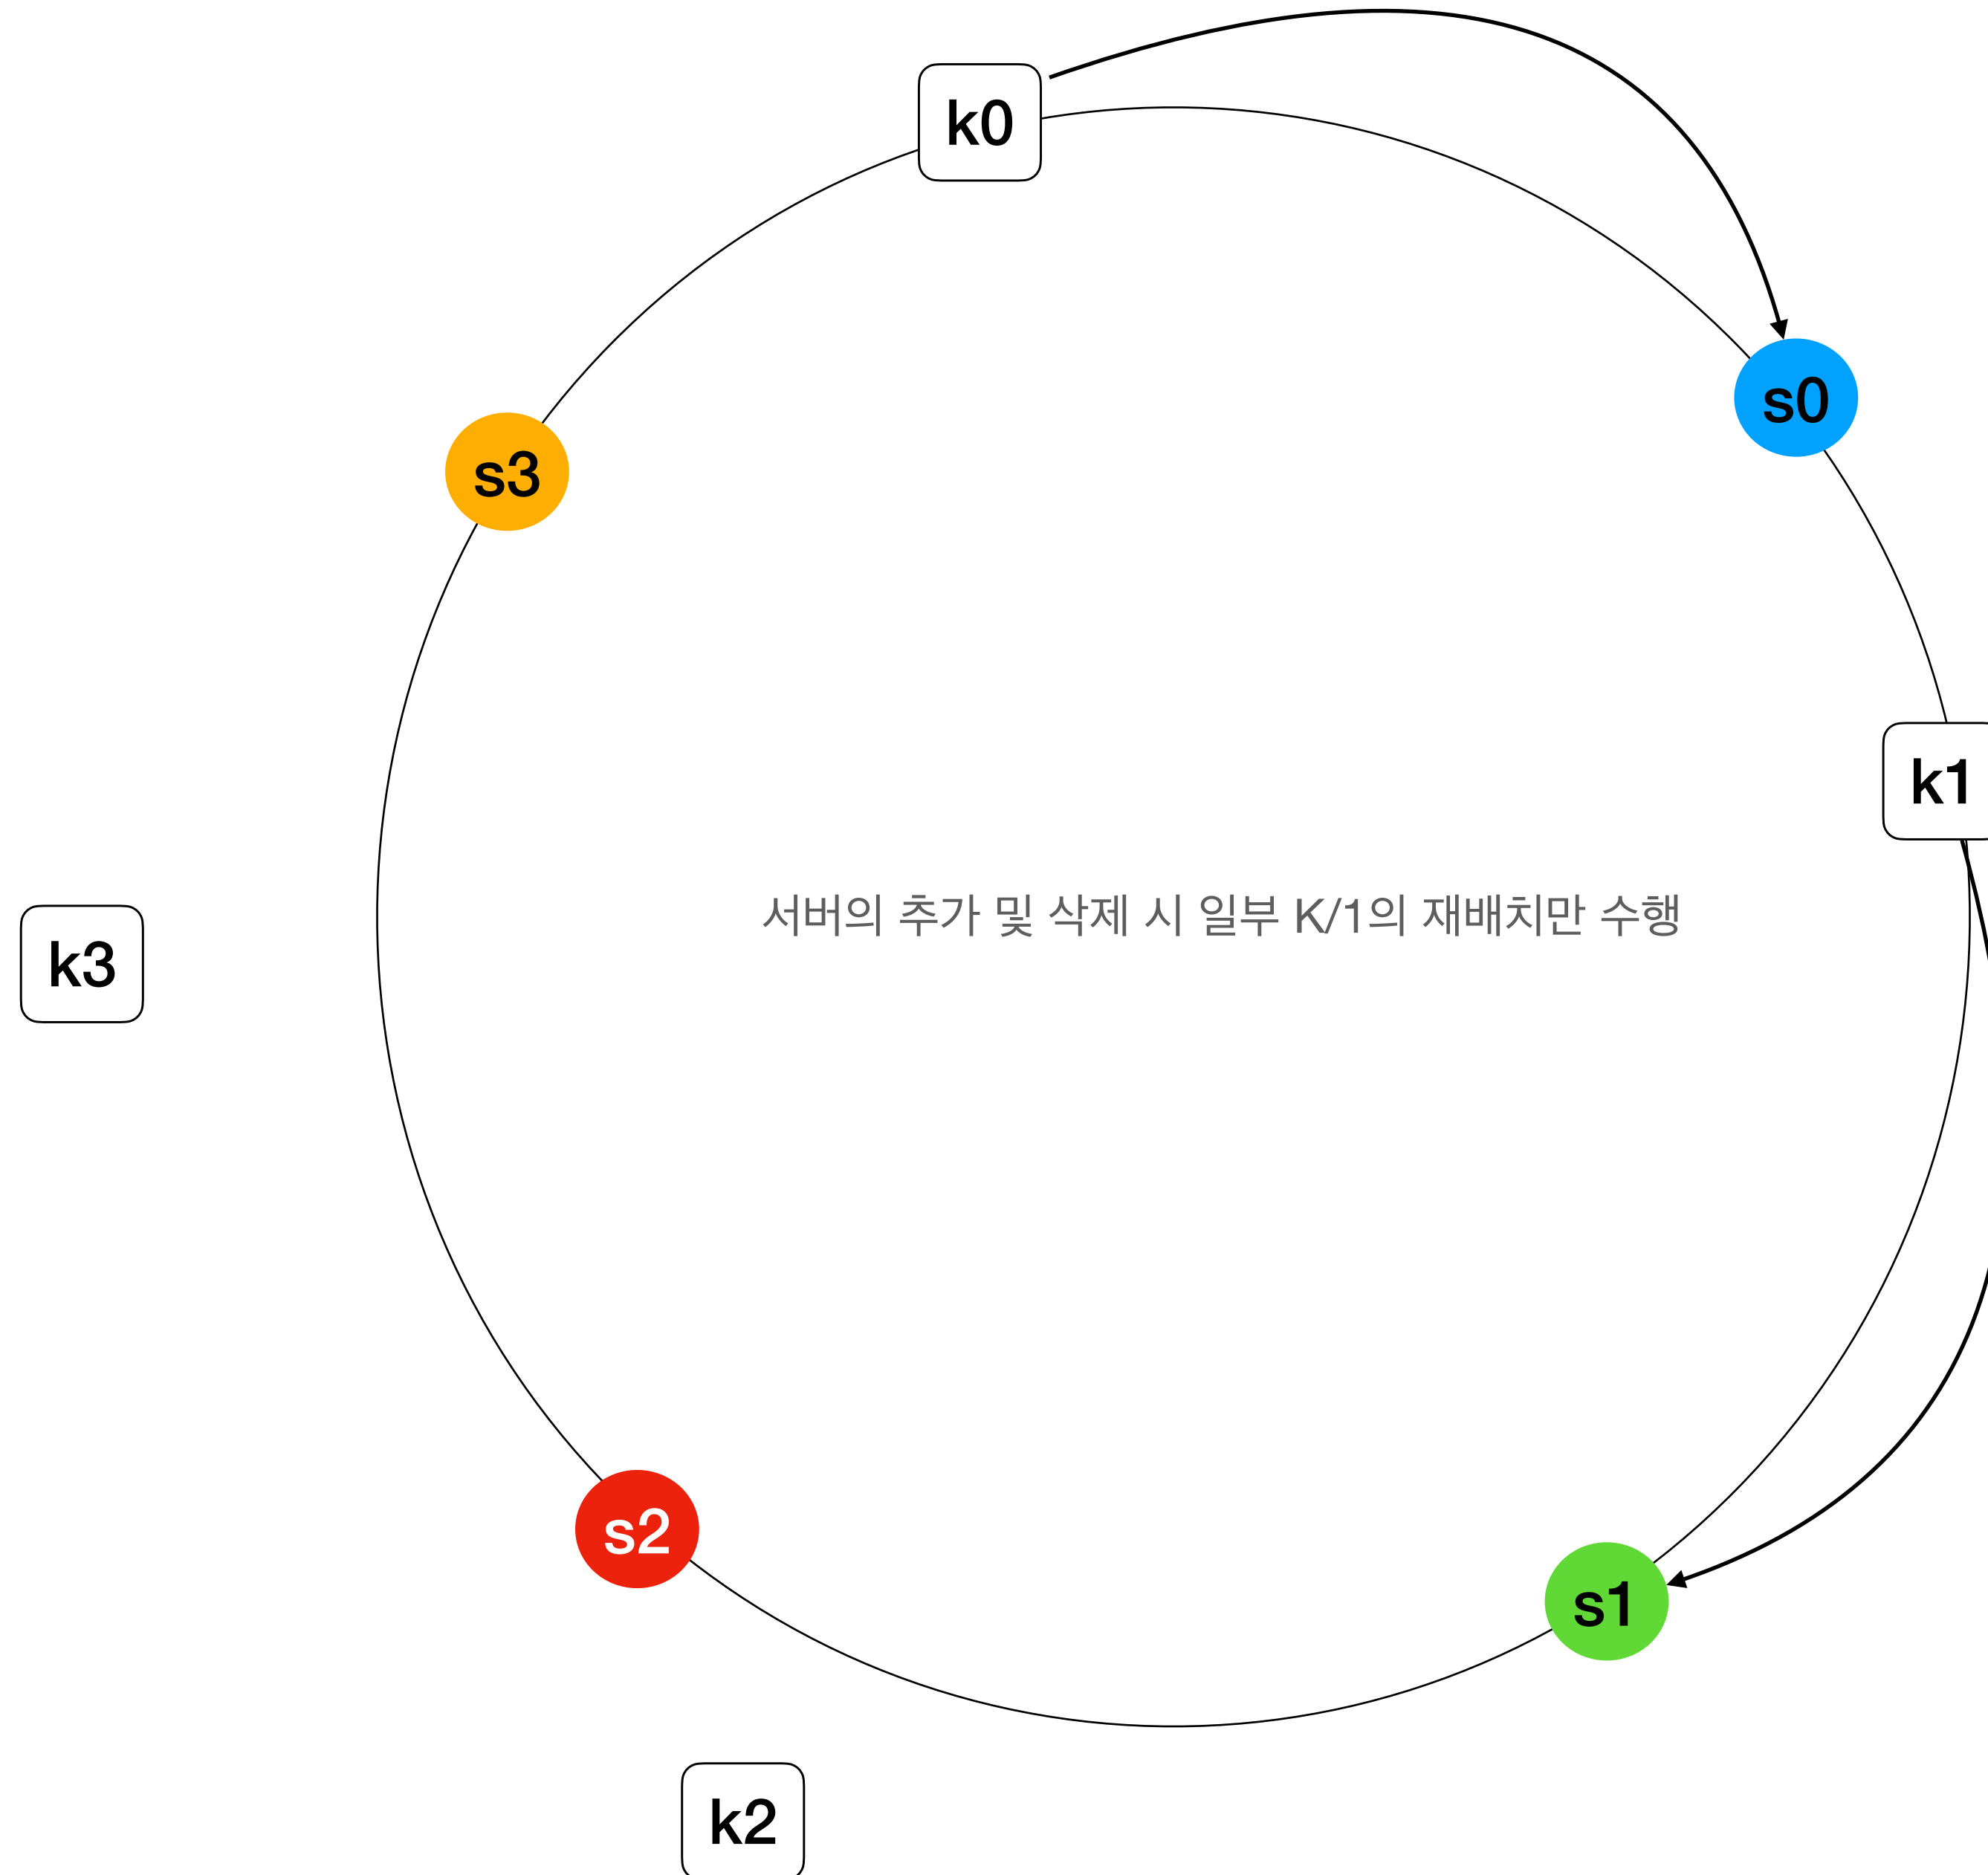 k0
s0
s3
k1
서버의 추가 및 삭제 시 일부 K/1의 재배치만 수행
k3
s2
s1
k2